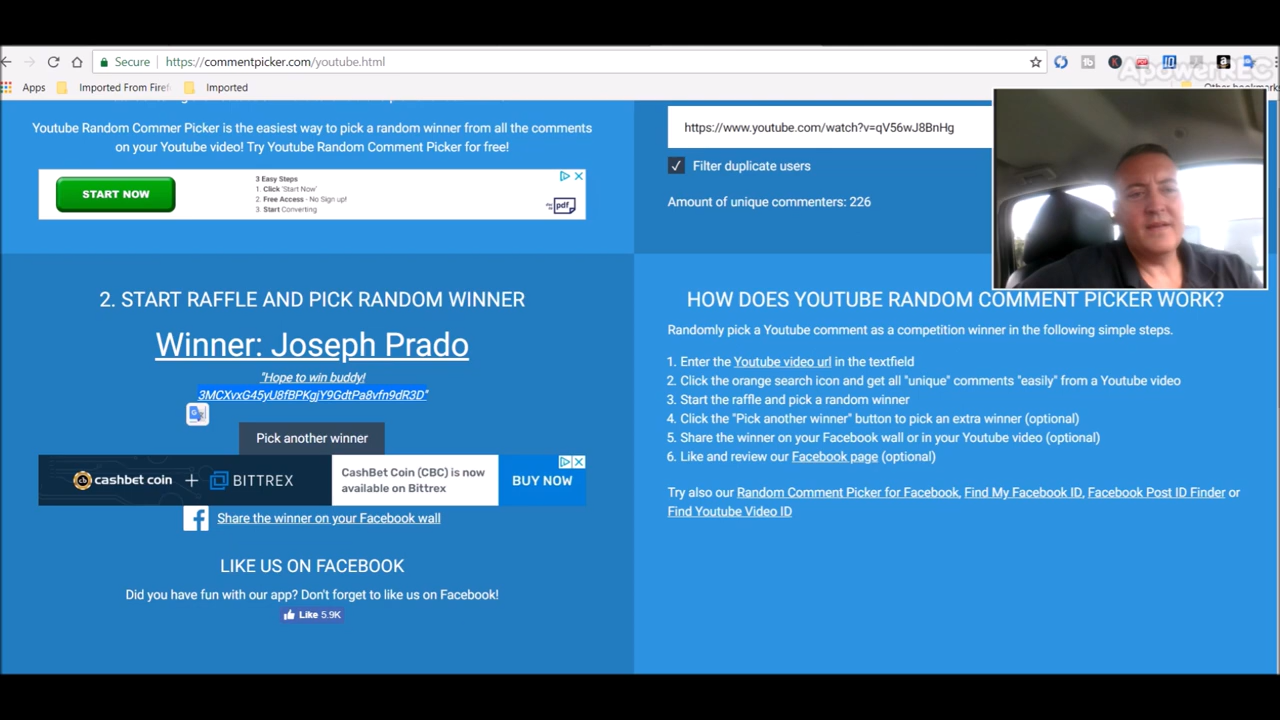 ApowerREC
Secure https://commentpicker.com/youtube.html
Apps Imported From Firef Imported Other bookmark
Youtube Random Commer Picker is the easiest way to pick a random winner from all the comments
on your Youtube video! Try Youtube Random Comment Picker for free!
START NOW
3 Easy Steps
1. Click 'Start Now'
2. Free Access - No Sign up!
3. Start Converting
pdf
https://www.youtube.com/watch?v=qV56wJ8BnHg
Filter duplicate users
Amount of unique commenters: 226
2. START RAFFLE AND PICK RANDOM WINNER
Winner: Joseph Prado
"Hope to win buddy!
3MCXvxG45yU8fBPKgjY9GdtPa8vfn9dR3D"
Pick another winner
cashbet coin + BITTREX
CashBet Coin (CBC) is now
available on Bittrex
BUY NOW
Share the winner on your Facebook wall
LIKE US ON FACEBOOK
Did you have fun with our app? Don't forget to like us on Facebook!
Like 5.9K
HOW DOES YOUTUBE RANDOM COMMENT PICKER WORK?
Randomly pick a Youtube comment as a competition winner in the following simple steps.
1. Enter the Youtube video url in the textfield
2. Click the orange search icon and get all "unique" comments "easily" from a Youtube video
3. Start the raffle and pick a random winner
4. Click the "Pick another winner" button to pick an extra winner (optional)
5. Share the winner on your Facebook wall or in your Youtube video (optional)
6. Like and review our Facebook page (optional)
Try also our Random Comment Picker for Facebook, Find My Facebook ID, Facebook Post ID Finder or
Find Youtube Video ID